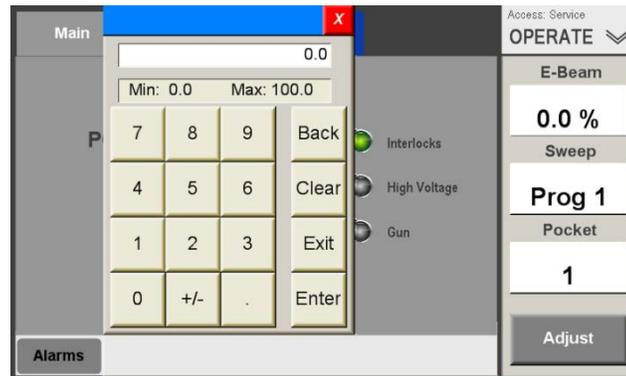 Main
X
Access: Service
OPERATE
0.0
Min: 0.0 Max: 100.0
E-Beam
0.0 %
7 8 9 Back
Interlocks
Sweep
4 5 6 Clear
High Voltage
Prog 1
1 2 3 Exit
Gun
Pocket
1
0 +/- . Enter
Adjust
Alarms